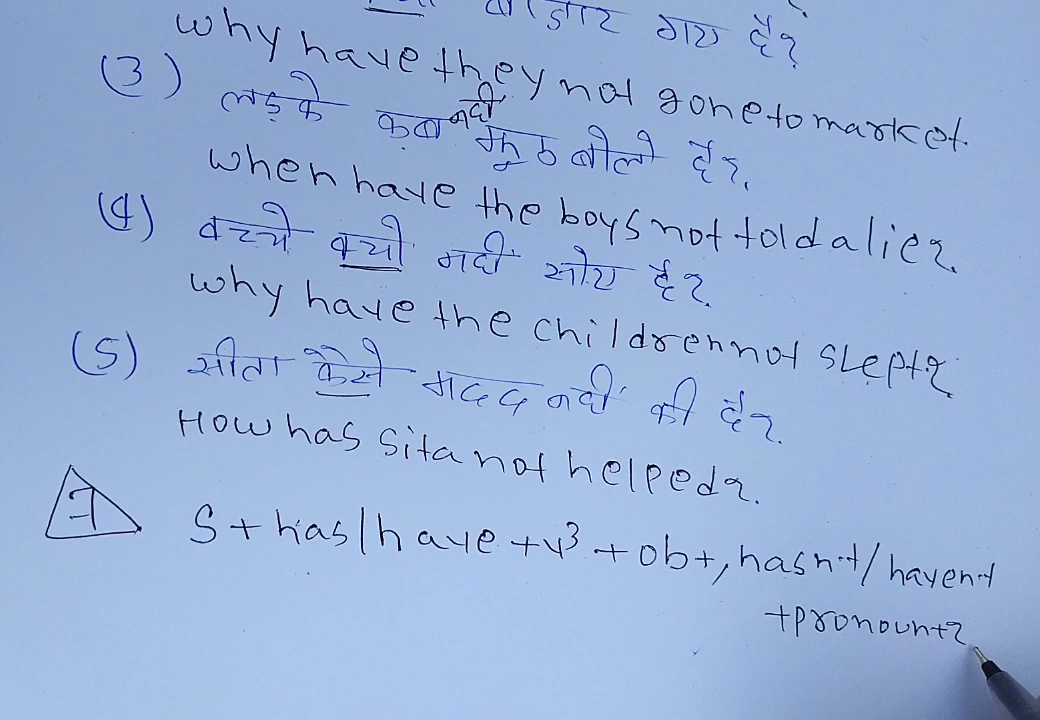 बाजार गए है?
why have they not gone to market.
(3) लड़के कब नहीं झूठ बोले है?
when have the boys not told a lie?
(4) बच्चे क्यों नहीं सोए है?
why have the children not slept?
(5) सीता कैसे मदद नहीं की है?
How has sita not helped?
S + has/have + v³ + ob+, hasn't/haven't
+pronoun+?